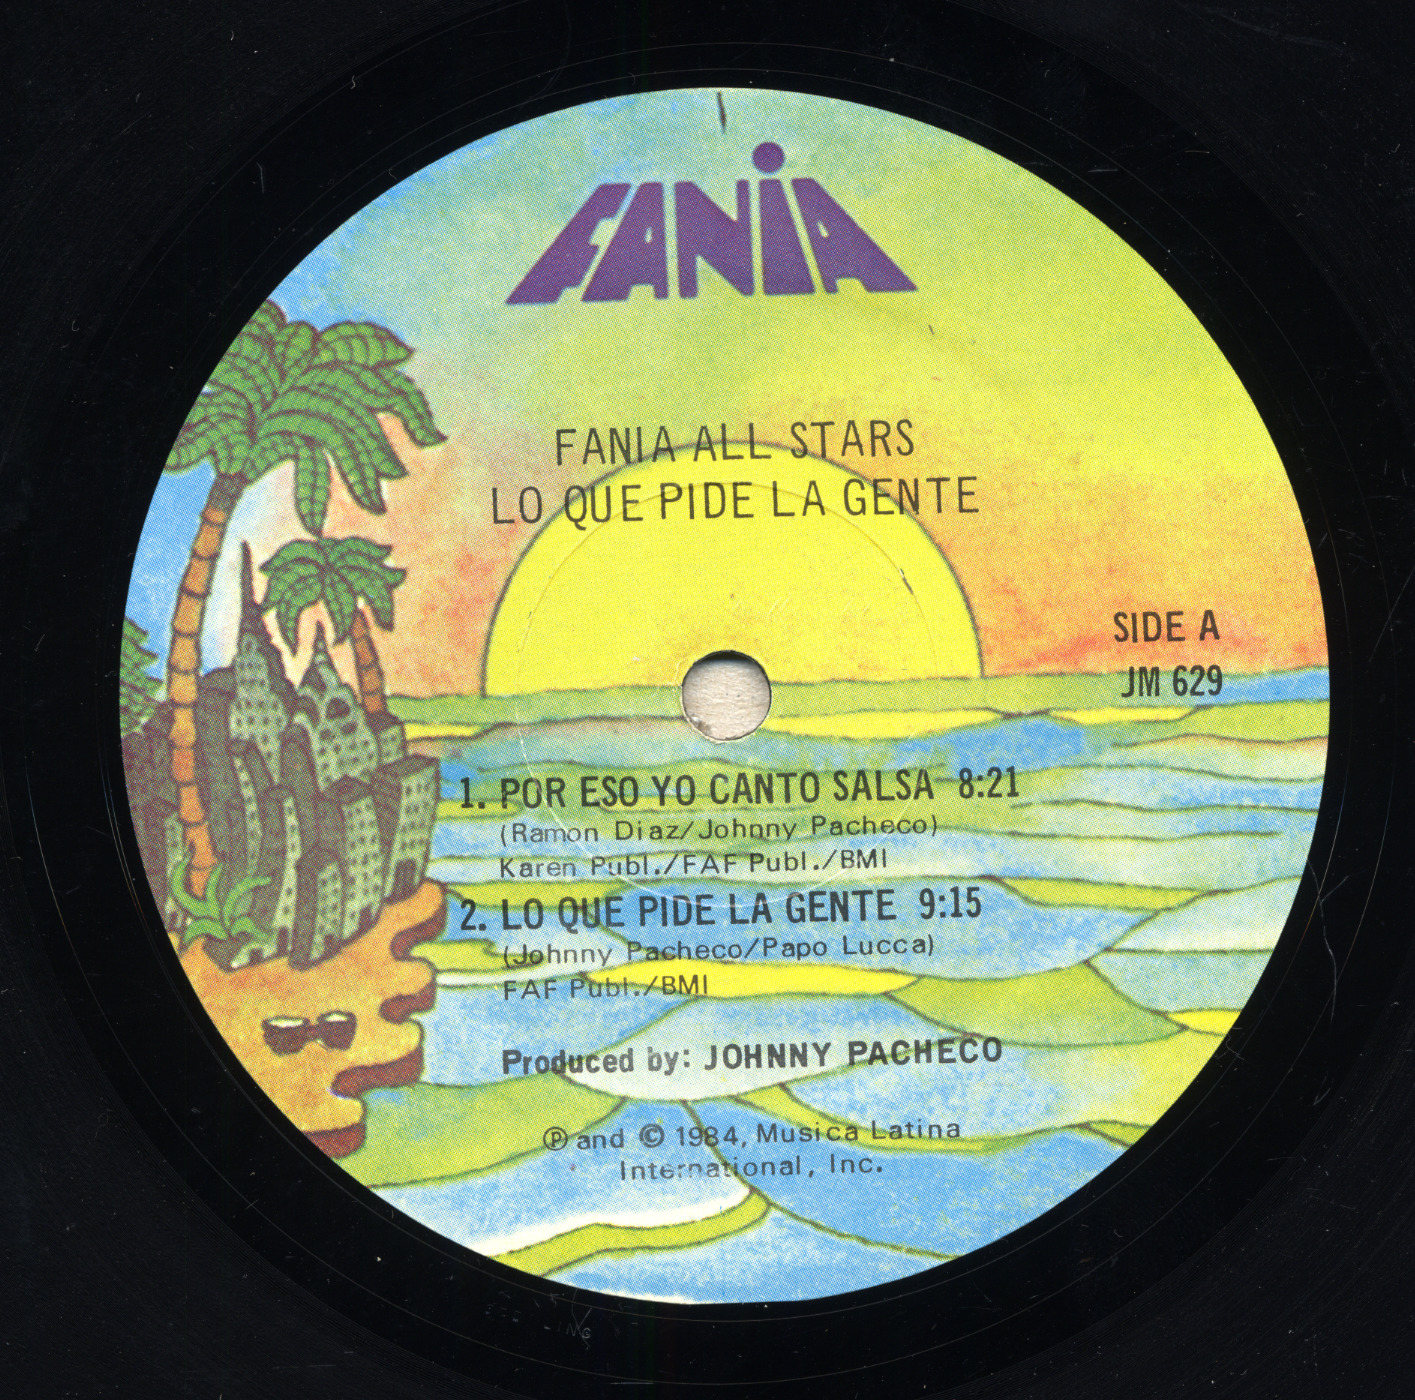 FANIA
FANIA ALL STARS
LO QUE PIDE LA GENTE
SIDE A
JM 629
1. POR ESO YO CANTO SALSA 8:21
(Ramon Diaz/Johnny Pacheco)
Karen Publ./FAF Publ./BMI
2. LO QUE PIDE LA GENTE 9:15
(Johnny Pacheco/Papo Lucca)
FAF Publ./BMI
Produced by: JOHNNY PACHECO
℗ and © 1984, Musica Latina
International, Inc.